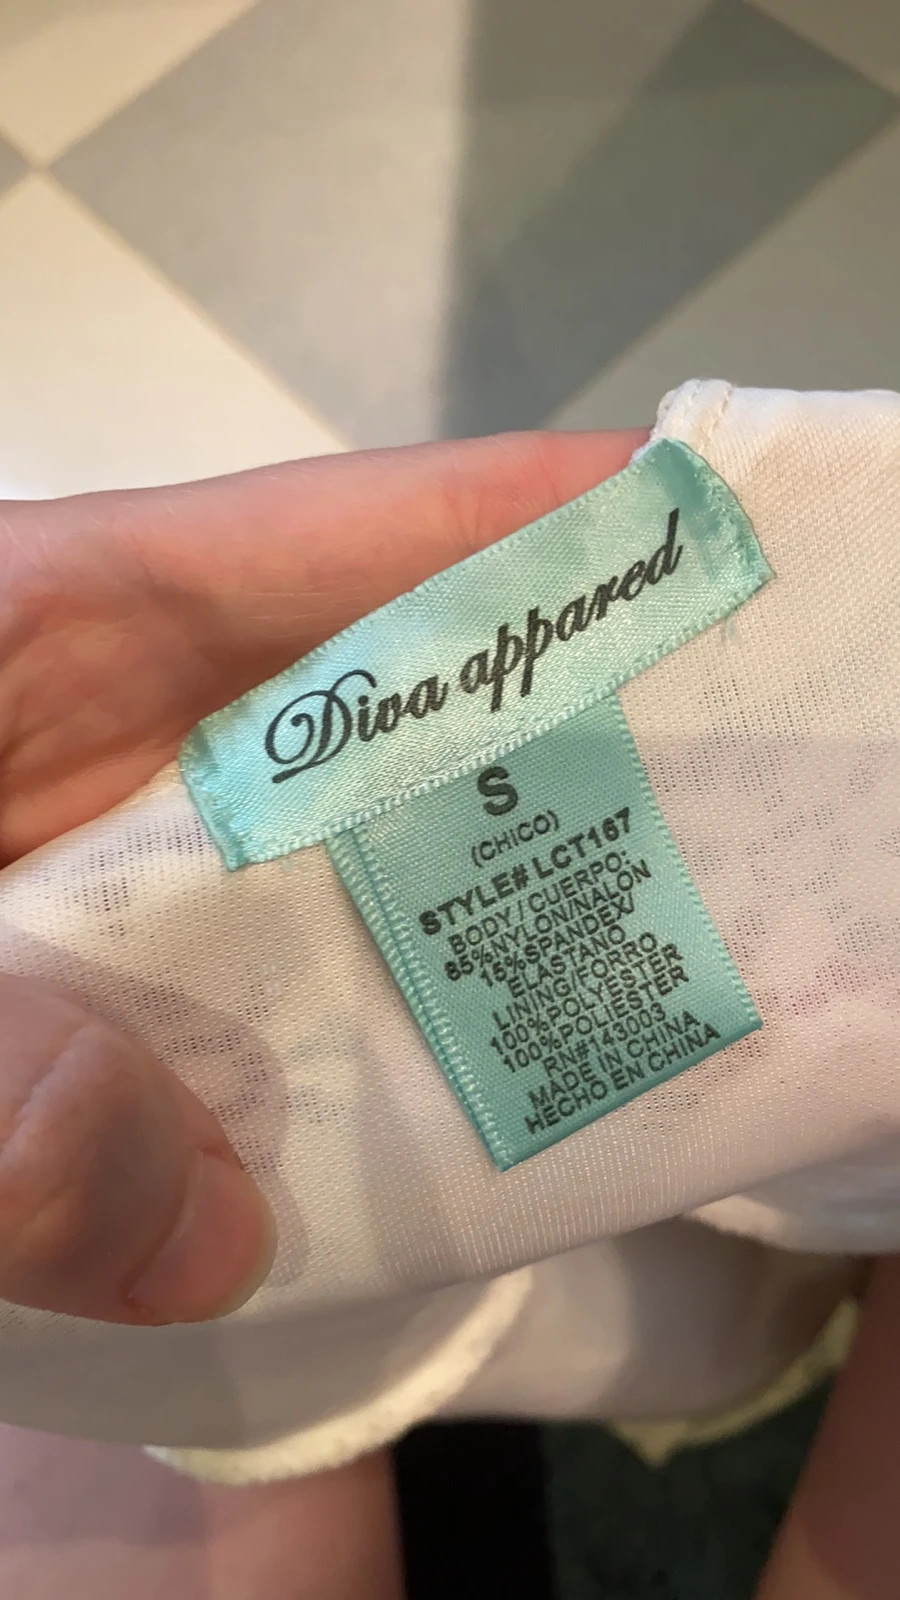 Diva appared
S
(CHICO)
STYLE# LCT167
BODY / CUERPO:
85%NYLON/NALON
15%SPANDEX/
ELASTANO
LINING/FORRO
100%POLYESTER
100%POLIESTER
RN#143003
MADE IN CHINA
HECHO EN CHINA